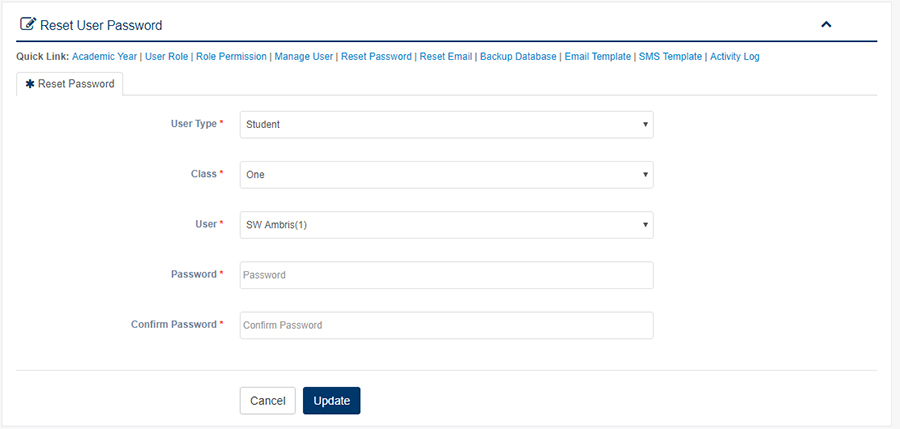 Reset User Password
Quick Link: Academic Year | User Role | Role Permission | Manage User | Reset Password | Reset Email | Backup Database | Email Template | SMS Template | Activity Log
Reset Password
User Type * Student
Class * One
User * SW Ambris(1)
Password * Password
Confirm Password * Confirm Password
Cancel Update